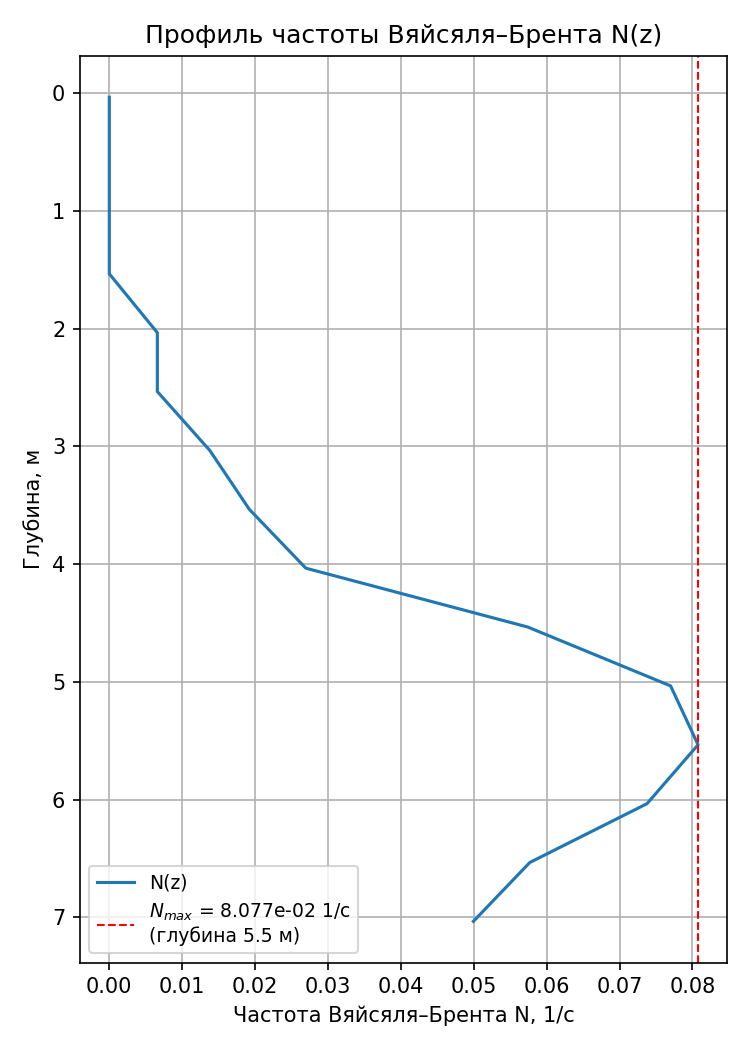 Профиль частоты Вяйсяля–Брента N(z)
Глубина, м
0
1
2
3
4
5
6
7
N(z)
N_max = 8.077e-02 1/с
(глубина 5.5 м)
0.00 0.01 0.02 0.03 0.04 0.05 0.06 0.07 0.08
Частота Вяйсяля–Брента N, 1/с